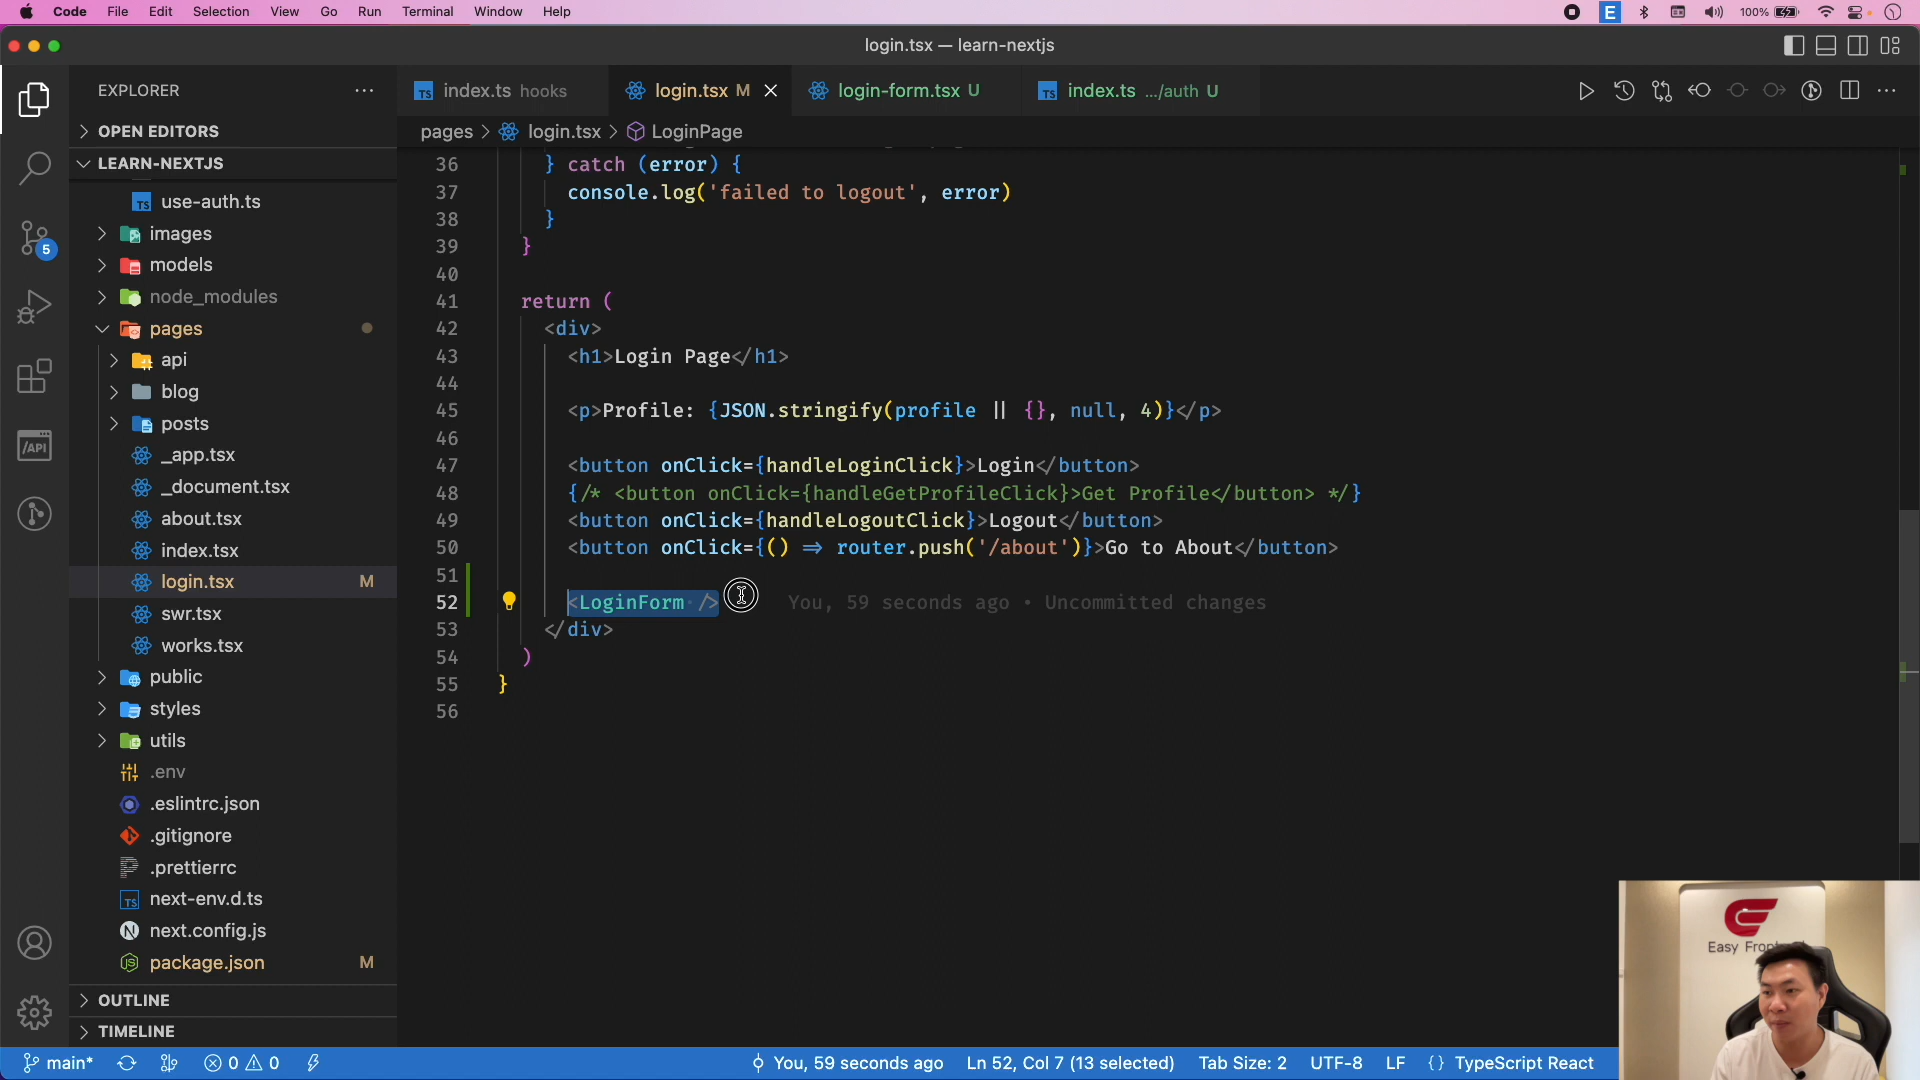 Code File Edit Selection View Go Run Terminal Window Help
E 100%
login.tsx — learn-nextjs
EXPLORER
index.ts hooks
login.tsx M
login-form.tsx U
index.ts .../auth U
OPEN EDITORS
pages > login.tsx > LoginPage
LEARN-NEXTJS
use-auth.ts
images
models
node_modules
pages
api
blog
posts
_app.tsx
_document.tsx
about.tsx
index.tsx
login.tsx M
swr.tsx
works.tsx
public
styles
utils
.env
.eslintrc.json
.gitignore
.prettierrc
next-env.d.ts
next.config.js
package.json M
OUTLINE
TIMELINE
5
/API
36 } catch (error) {
37 console.log('failed to logout', error)
38 }
39 }
40
41 return (
42 <div>
43 <h1>Login Page</h1>
44
45 <p>Profile: {JSON.stringify(profile || {}, null, 4)}</p>
46
47 <button onClick={handleLoginClick}>Login</button>
48 {/* <button onClick={handleGetProfileClick}>Get Profile</button> */}
49 <button onClick={handleLogoutClick}>Logout</button>
50 <button onClick={() => router.push('/about')}>Go to About</button>
51
52 <LoginForm /> You, 59 seconds ago • Uncommitted changes
53 </div>
54 )
55 }
56
Easy
main* 0 0 You, 59 seconds ago Ln 52, Col 7 (13 selected) Tab Size: 2 UTF-8 LF {} TypeScript React